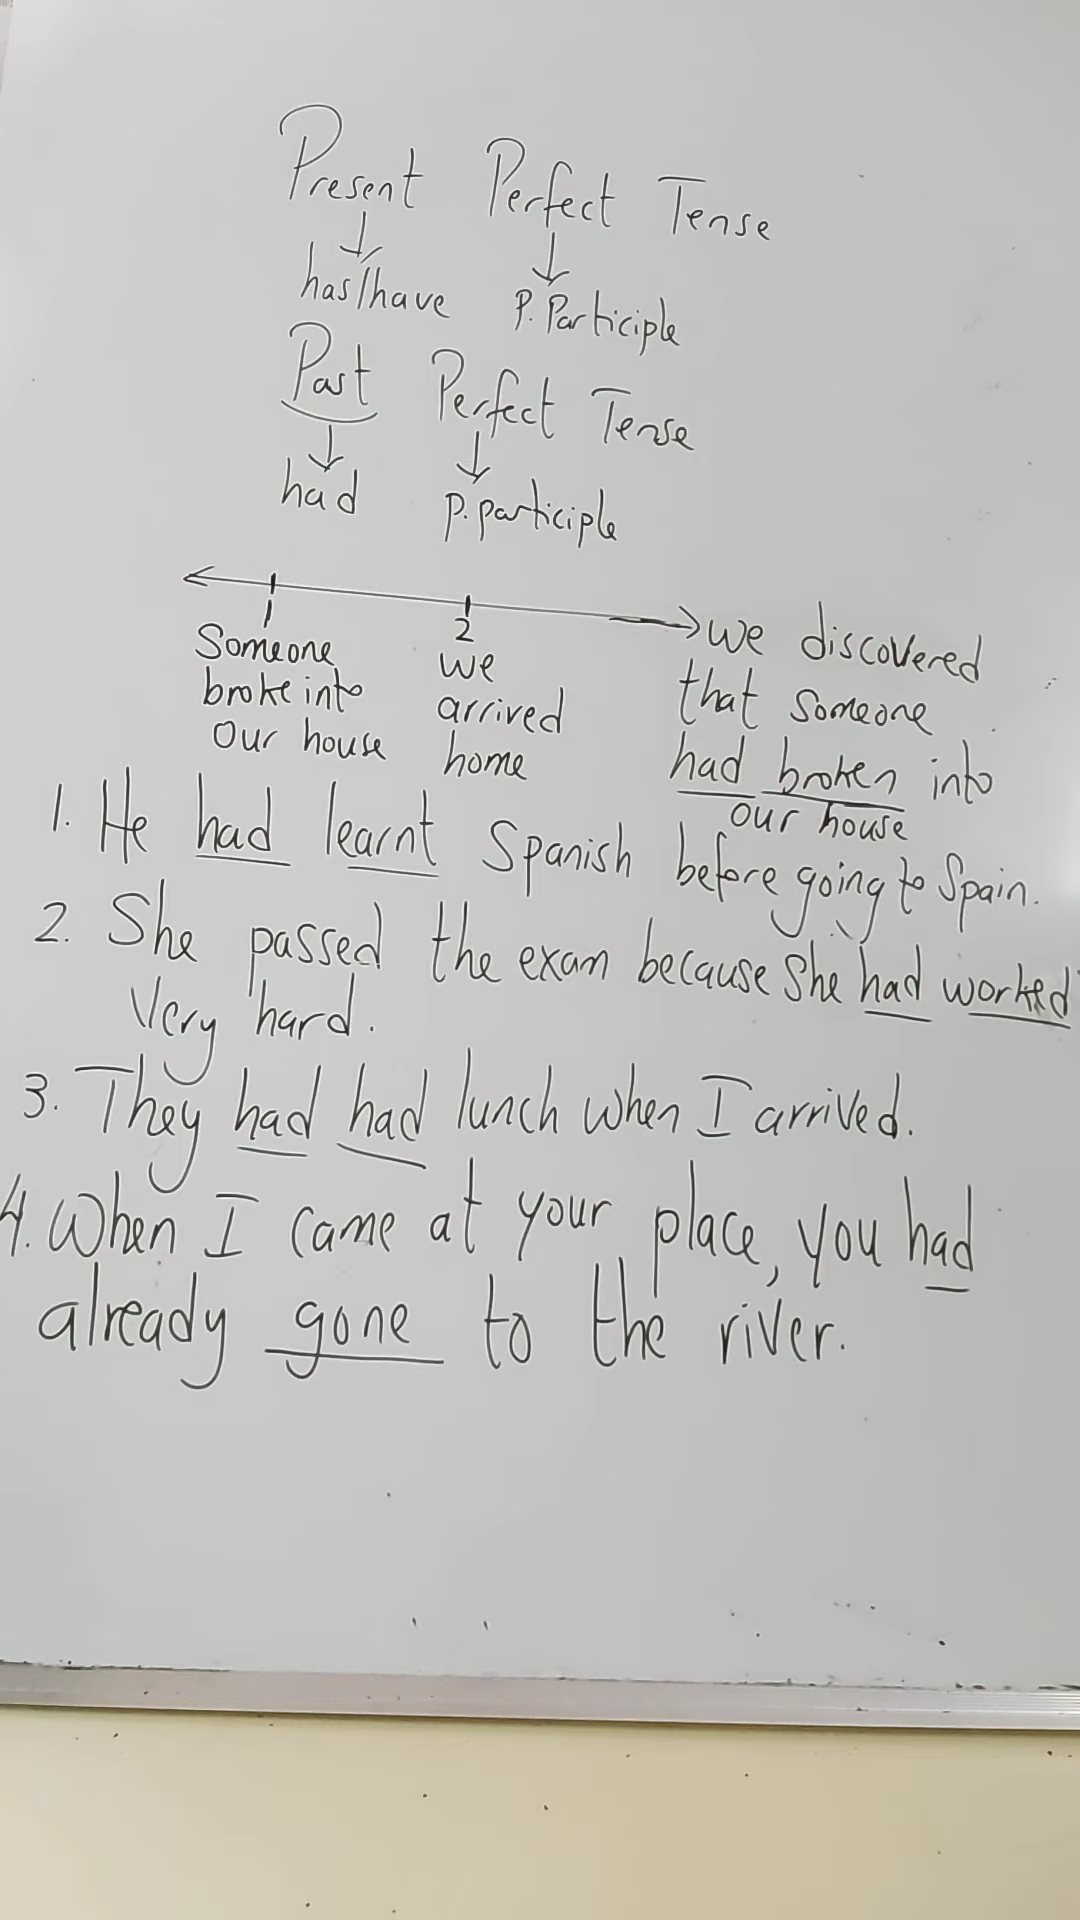 Present Perfect Tense
has/have P. Participle
Past Perfect Tense
had p. participle
1 2
Someone
broke into
our house
we
arrived
home
we discovered
that someone
had broken into
our house
1. He had learnt Spanish before going to Spain.
2. She passed the exam because she had worked
very hard.
3. They had had lunch when I arrived.
4. When I came at your place, you had
already gone to the river.